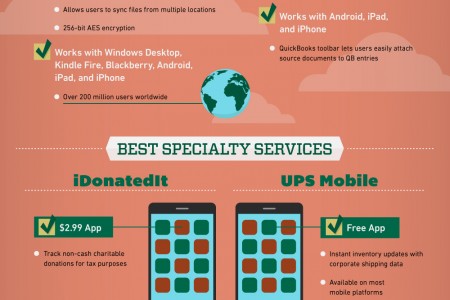 Allows users to sync files from multiple locations
256-bit AES encryption
Works with Windows Desktop,
Kindle Fire, Blackberry, Android,
iPad, and iPhone
Over 200 million users worldwide
Works with Android, iPad,
and iPhone
QuickBooks toolbar lets users easily attach
source documents to QB entries
BEST SPECIALTY SERVICES
iDonatedIt
$2.99 App
Track non-cash charitable
donations for tax purposes
UPS Mobile
Free App
Instant inventory updates with
corporate shipping data
Available on most
mobile platforms